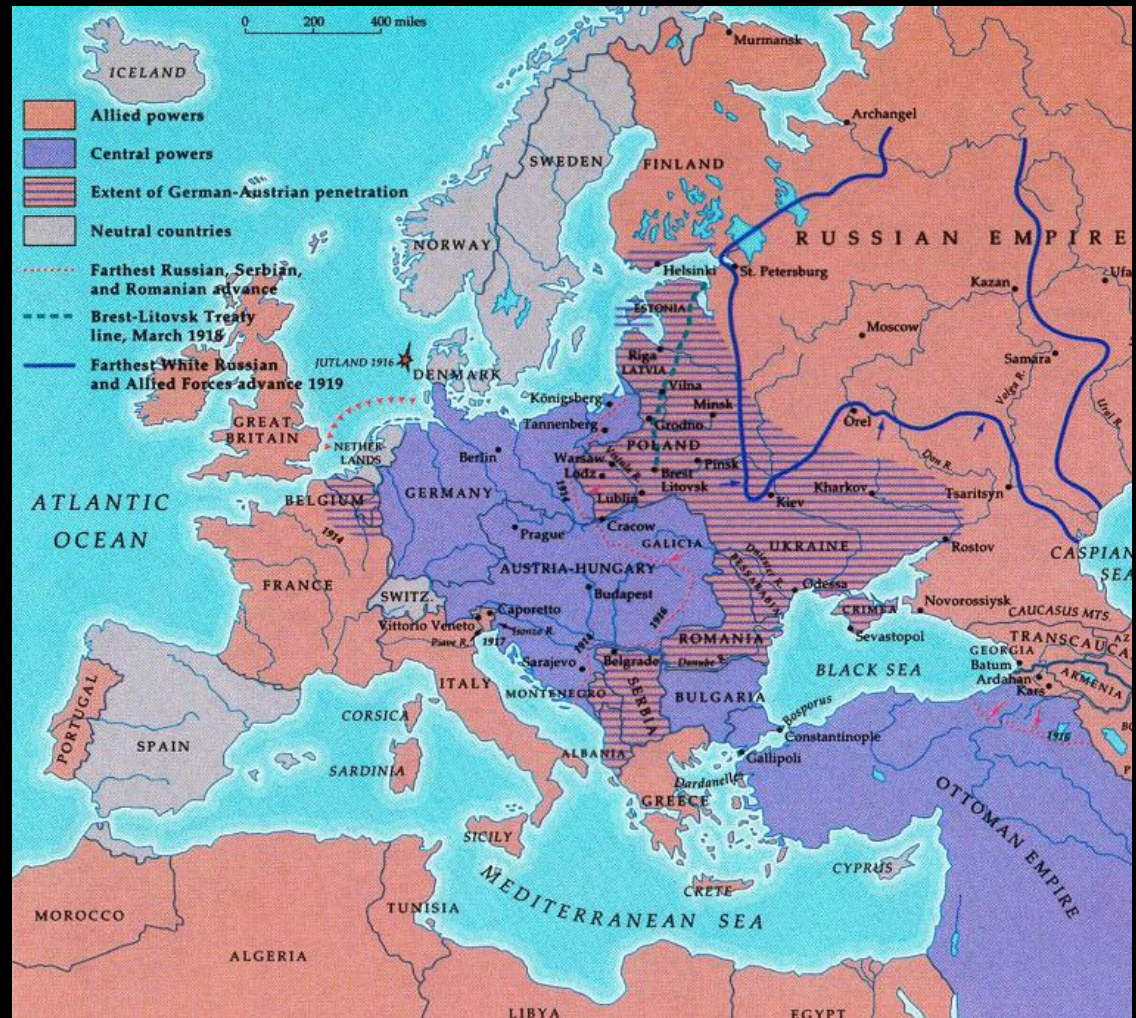 0 200 400 miles
ICELAND
Allied powers
Central powers
Extent of German-Austrian penetration
Neutral countries
Farthest Russian, Serbian,
and Romanian advance
Brest-Litovsk Treaty
line, March 1918
Farthest White Russian
and Allied Forces advance 1919
Murmansk
Archangel
SWEDEN
FINLAND
NORWAY
RUSSIAN EMPIRE
Helsinki
St. Petersburg
Kazan
Ufa
ESTONIA
Moscow
JUTLAND 1916
DENMARK
Riga
LATVIA
Samara
Volga R.
Ural R.
Vilna
Königsberg
Minsk
Tannenberg
Grodno
Orel
GREAT
BRITAIN
NETHER-
LANDS
POLAND
Berlin
Warsaw
Vistula R.
Pinsk
Lodz
Brest
Litovsk
Don R.
ATLANTIC
OCEAN
BELGIUM
GERMANY
1914
Lublin
Kiev
Kharkov
Tsaritsyn
1914
Cracow
Prague
GALICIA
UKRAINE
Rostov
CASPIAN
SEA
AUSTRIA-HUNGARY
Dniester R.
BESSARABIA
FRANCE
SWITZ.
Budapest
Odessa
1916
Caporetto
CRIMEA
Novorossiysk
CAUCASUS MTS.
Vittorio Veneto
Isonzo R.
Piave R.
1917
1914
ROMANIA
Sevastopol
TRANSCAUCA
AZ
Belgrade
Danube R.
GEORGIA
Sarajevo
BLACK SEA
Batum
Ardahan
ARMENIA
Kars
ITALY
MONTENEGRO
SERBIA
BULGARIA
PORTUGAL
CORSICA
Bosporus
SPAIN
Constantinople
1916
ALBANIA
Gallipoli
SARDINIA
Dardanelles
GREECE
OTTOMAN EMPIRE
SICILY
CYPRUS
MEDITERRANEAN SEA
CRETE
MOROCCO
TUNISIA
ALGERIA
LIBYA
EGYPT